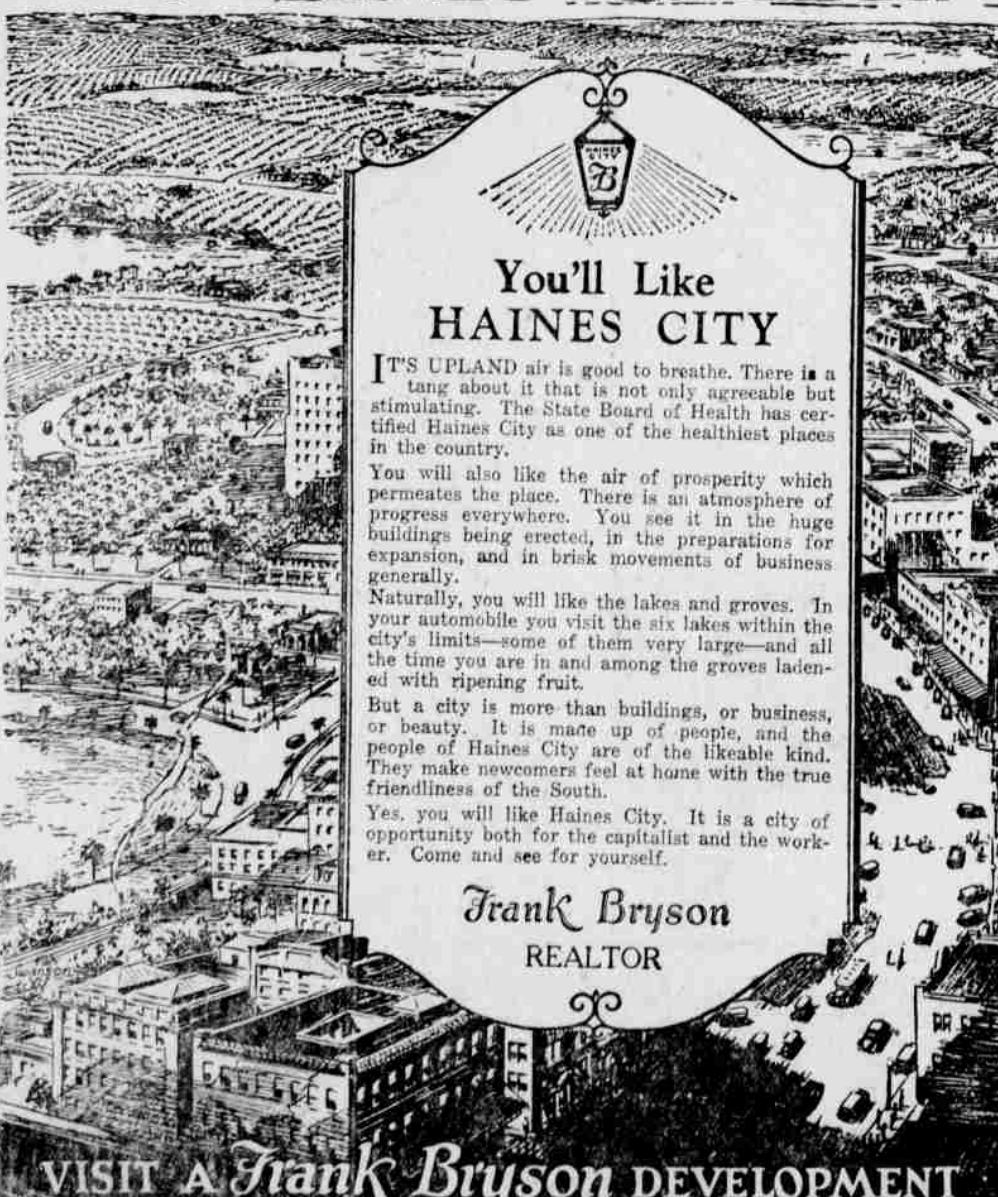 HAINES
CITY
B
You'll Like
HAINES CITY
IT'S UPLAND air is good to breathe. There is a
tang about it that is not only agreeable but
stimulating. The State Board of Health has cer-
tified Haines City as one of the healthiest places
in the country.
You will also like the air of prosperity which
permeates the place. There is an atmosphere of
progress everywhere. You see it in the huge
buildings being erected, in the preparations for
expansion, and in brisk movements of business
generally.
Naturally, you will like the lakes and groves. In
your automobile you visit the six lakes within the
city's limits—some of them very large—and all
the time you are in and among the groves laden-
ed with ripening fruit.
But a city is more than buildings, or business,
or beauty. It is made up of people, and the
people of Haines City are of the likeable kind.
They make newcomers feel at home with the true
friendliness of the South.
Yes, you will like Haines City. It is a city of
opportunity both for the capitalist and the work-
er. Come and see for yourself.
Frank Bryson
REALTOR
VISIT A Frank Bryson DEVELOPMENT